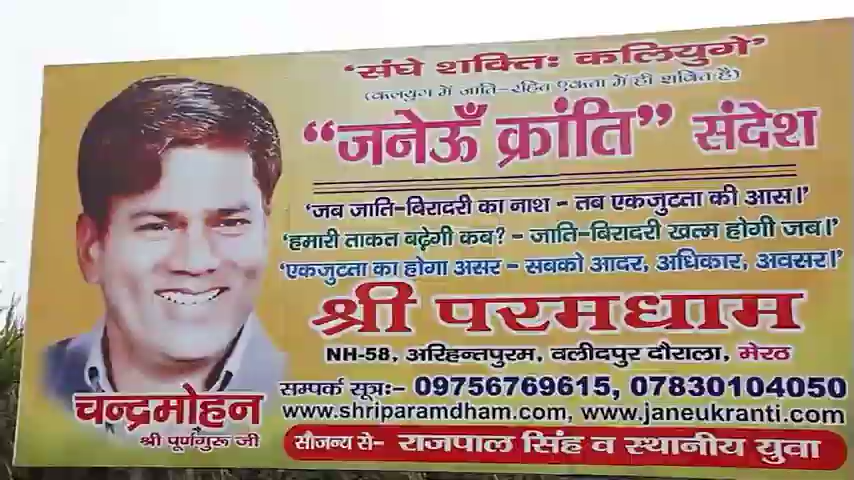 ‘संघे शक्तिः कलियुगे’
(कलयुग में जाति-रहित एकता में ही शक्ति है)
“जनेऊँ क्रांति” संदेश
‘जब जाति-बिरादरी का नाश - तब एकजुटता की आस।’
‘हमारी ताकत बढ़ेगी कब? - जाति-बिरादरी खत्म होगी जब।’
‘एकजुटता का होगा असर - सबको आदर, अधिकार, अवसर।’
श्री परमधाम
NH-58, अरिहन्तपुरम, वलीदपुर दौराला, मेरठ
सम्पर्क सूत्रः- 09756769615, 07830104050
www.shriparamdham.com, www.janeukranti.com
सौजन्य से- राजपाल सिंह व स्थानीय युवा
चन्द्रमोहन
श्री पूर्णगुरू जी